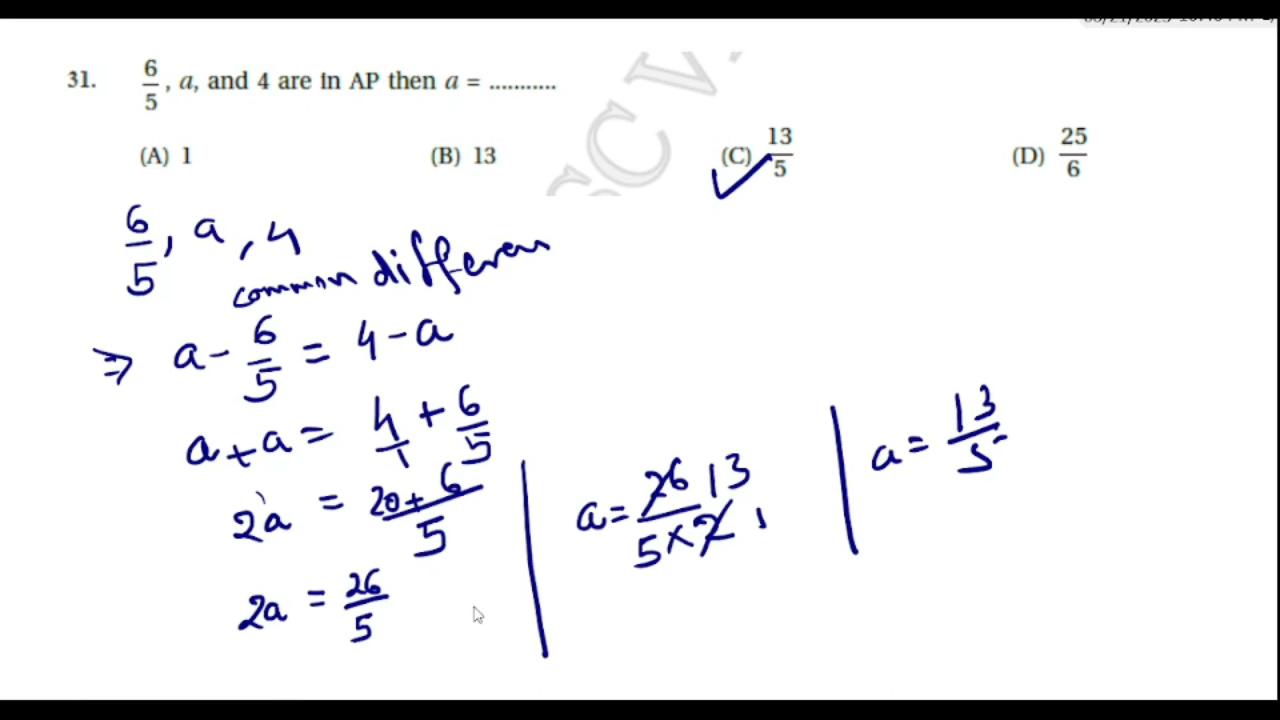 31. 6/5, a, and 4 are in AP then a = ...........
(A) 1 (B) 13 (C) 13/5 (D) 25/6
6/5, a, 4
common differen
⇒ a - 6/5 = 4 - a
a + a = 4/1 + 6/5
2a = 20+6/5
2a = 26/5
a = 26 13/5×2 1
a = 13/5